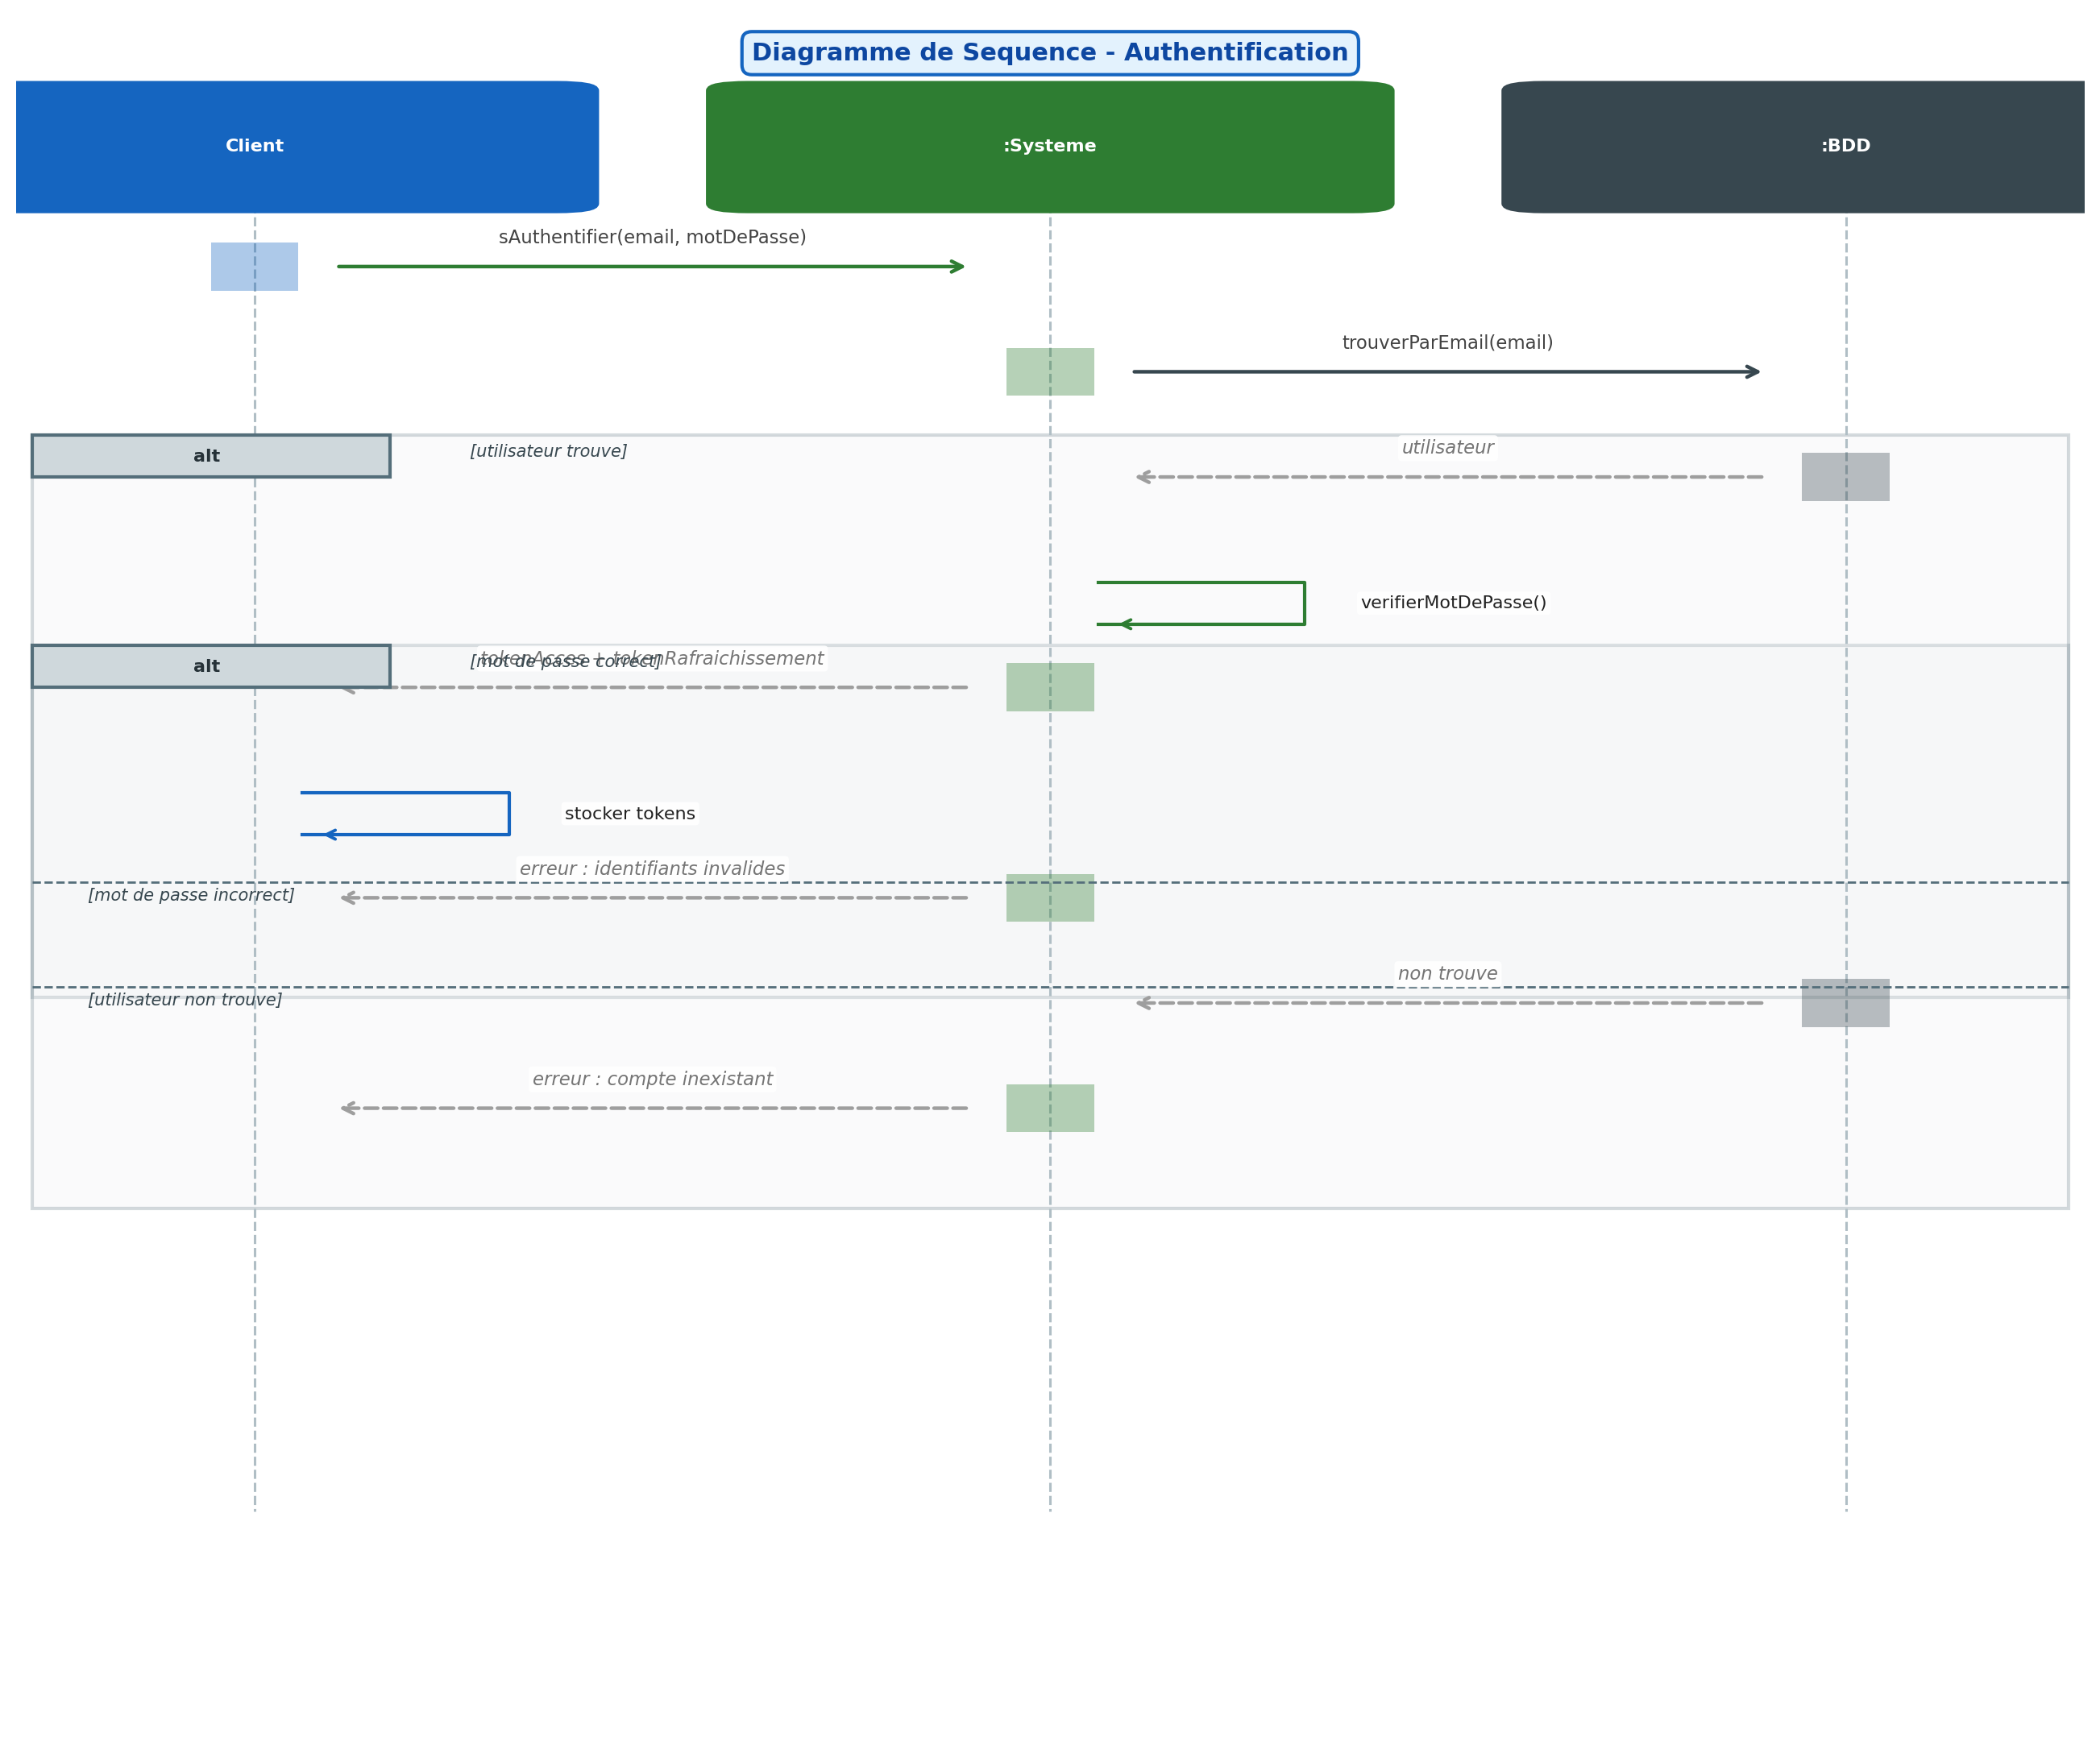 Diagramme de Sequence - Authentification
Client
:Systeme
:BDD
sAuthentifier(email, motDePasse)
trouverParEmail(email)
alt
[utilisateur trouve]
utilisateur
verifierMotDePasse()
alt
[mot de passe correct]
tokenAcces + tokenRafraichissement
stocker tokens
erreur : identifiants invalides
[mot de passe incorrect]
non trouve
[utilisateur non trouve]
erreur : compte inexistant